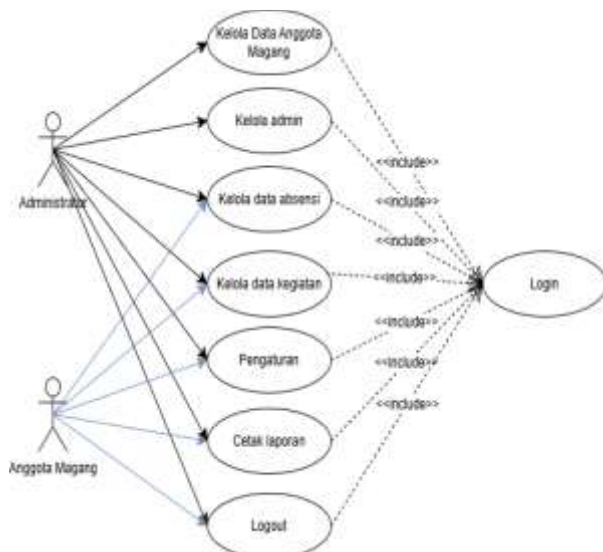 Kelola Data Anggota
Magang
Kelola admin
<<include>>
Administrator
Kelola data absensi
<<include>>
<<include>>
Kelola data kegiatan
<<include>>
Login
<<include>>
Pengaturan
<<include>>
<<include>>
Cetak laporan
Anggota Magang
Logout